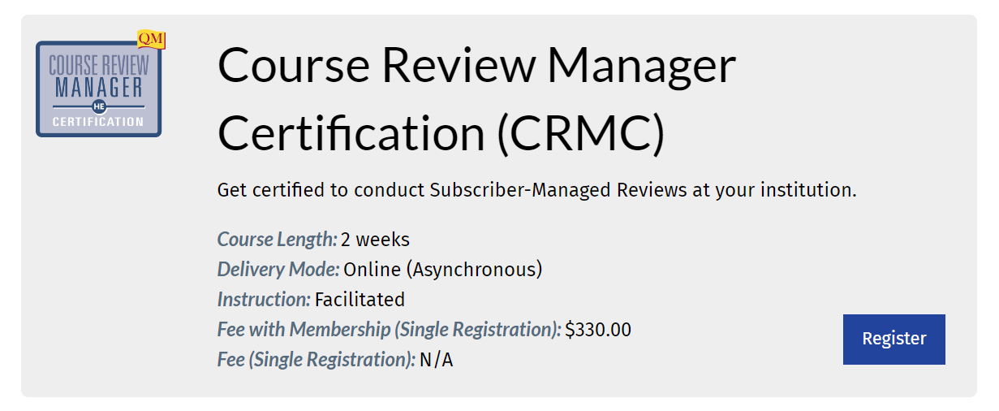 QM
COURSE REVIEW
MANAGER
HE
CERTIFICATION
Course Review Manager
Certification (CRMC)
Get certified to conduct Subscriber-Managed Reviews at your institution.
Course Length: 2 weeks
Delivery Mode: Online (Asynchronous)
Instruction: Facilitated
Fee with Membership (Single Registration): $330.00
Fee (Single Registration): N/A
Register